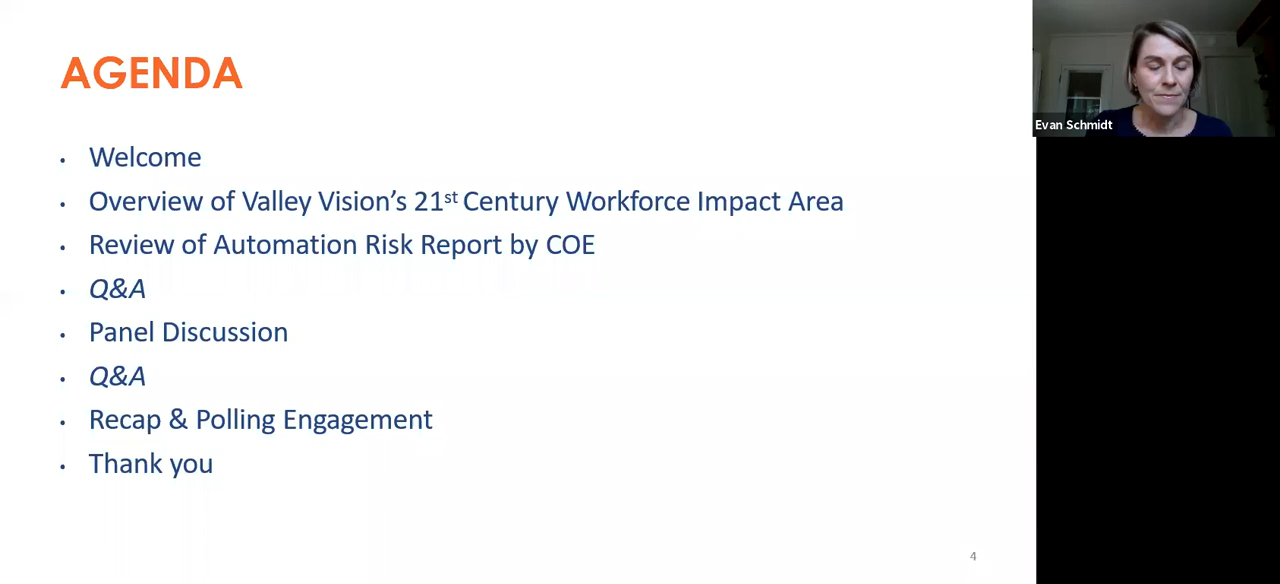 AGENDA
• Welcome
• Overview of Valley Vision's 21st Century Workforce Impact Area
• Review of Automation Risk Report by COE
• Q&A
• Panel Discussion
• Q&A
• Recap & Polling Engagement
• Thank you
4
Evan Schmidt